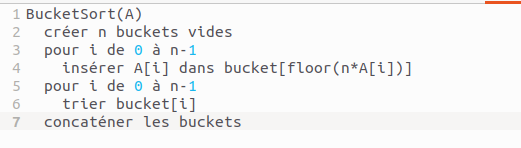 1 BucketSort(A)
2   créer n buckets vides
3   pour i de 0 à n-1
4     insérer A[i] dans bucket[floor(n*A[i])]
5   pour i de 0 à n-1
6     trier bucket[i]
7   concaténer les buckets